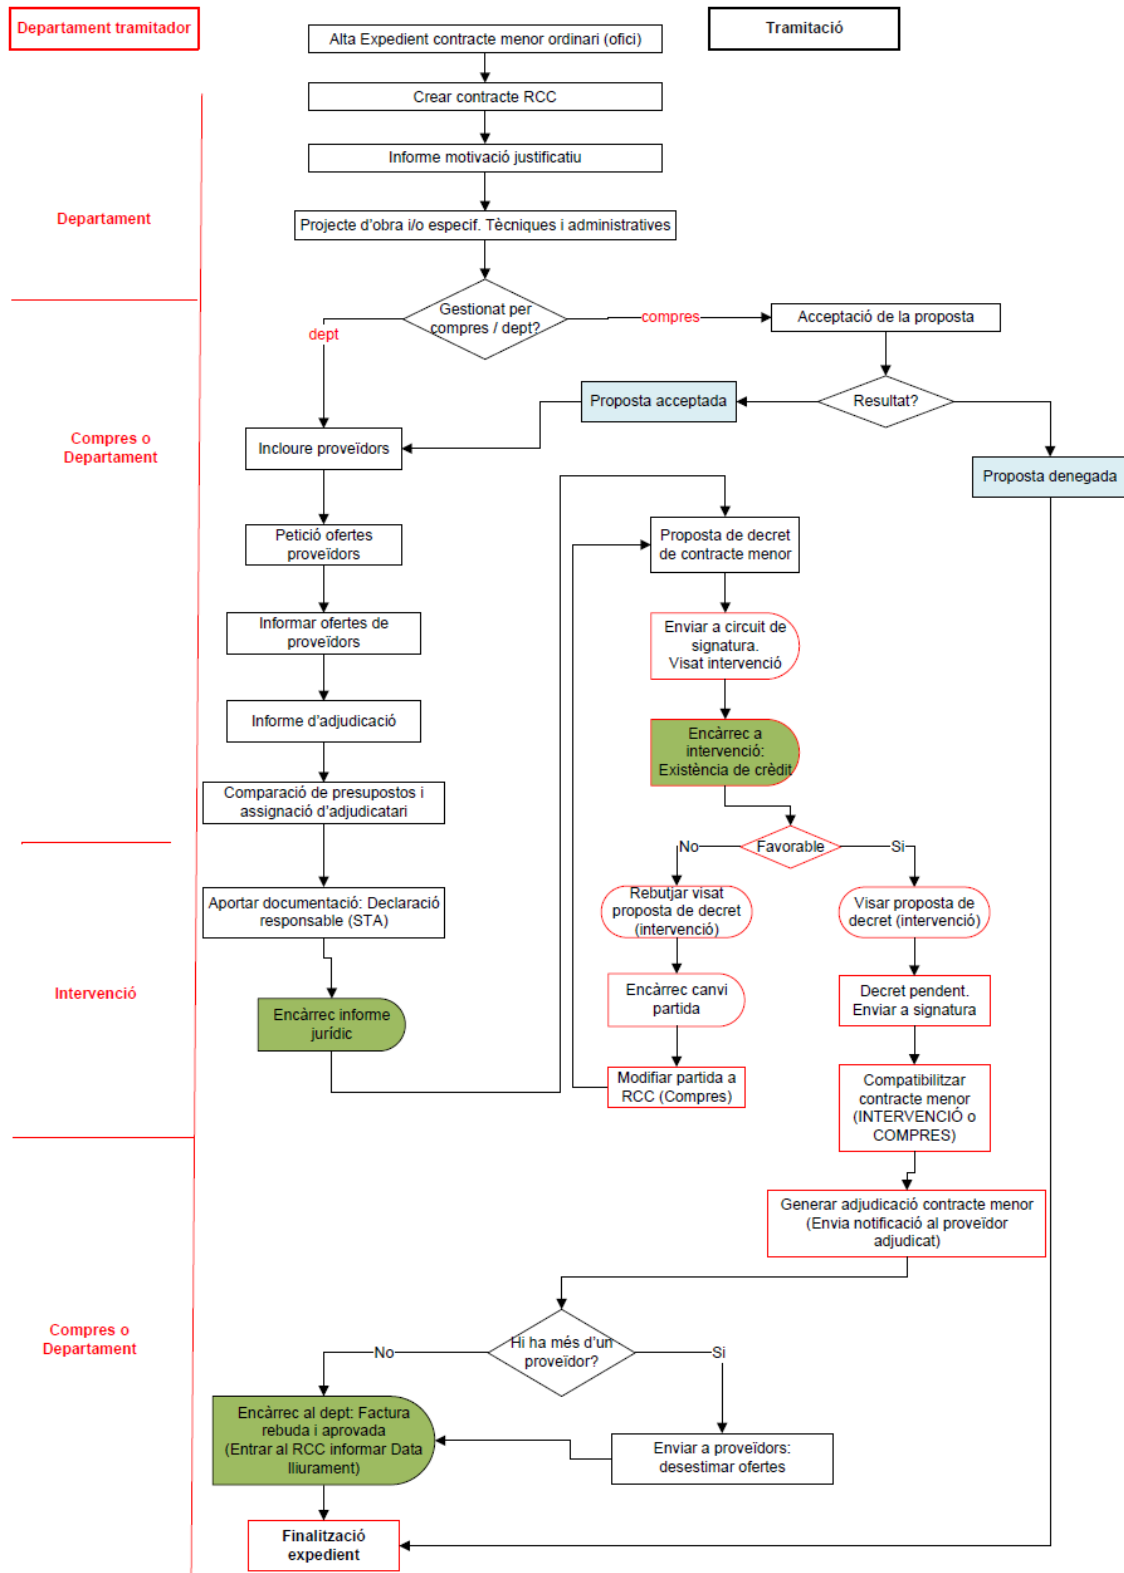 Departament tramitador
Tramitació
Alta Expedient contracte menor ordinari (ofici)
Crear contracte RCC
Informe motivació justificatiu
Departament
Projecte d'obra i/o especif. Tècniques i administratives
Gestionat per
compres / dept?
dept
compres
Acceptació de la proposta
Resultat?
Proposta acceptada
Proposta denegada
Compres o
Departament
Incloure proveïdors
Petició ofertes
proveïdors
Informar ofertes de
proveïdors
Informe d'adjudicació
Comparació de presupostos i
assignació d'adjudicatari
Proposta de decret
de contracte menor
Enviar a circuit de
signatura.
Visat intervenció
Encàrrec a
intervenció:
Existència de crèdit
Favorable
No
Si
Aportar documentació: Declaració
responsable (STA)
Rebutjar visat
proposta de decret
(intervenció)
Visar proposta de
decret (intervenció)
Intervenció
Encàrrec informe
jurídic
Encàrrec canvi
partida
Decret pendent.
Enviar a signatura
Modifiar partida a
RCC (Compres)
Compatibilitzar
contracte menor
(INTERVENCIÓ o
COMPRES)
Generar adjudicació contracte menor
(Envia notificació al proveïdor
adjudicat)
Compres o
Departament
Hi ha més d'un
proveïdor?
No
Si
Encàrrec al dept: Factura
rebuda i aprovada
(Entrar al RCC informar Data
lliurament)
Enviar a proveïdors:
desestimar ofertes
Finalització
expedient